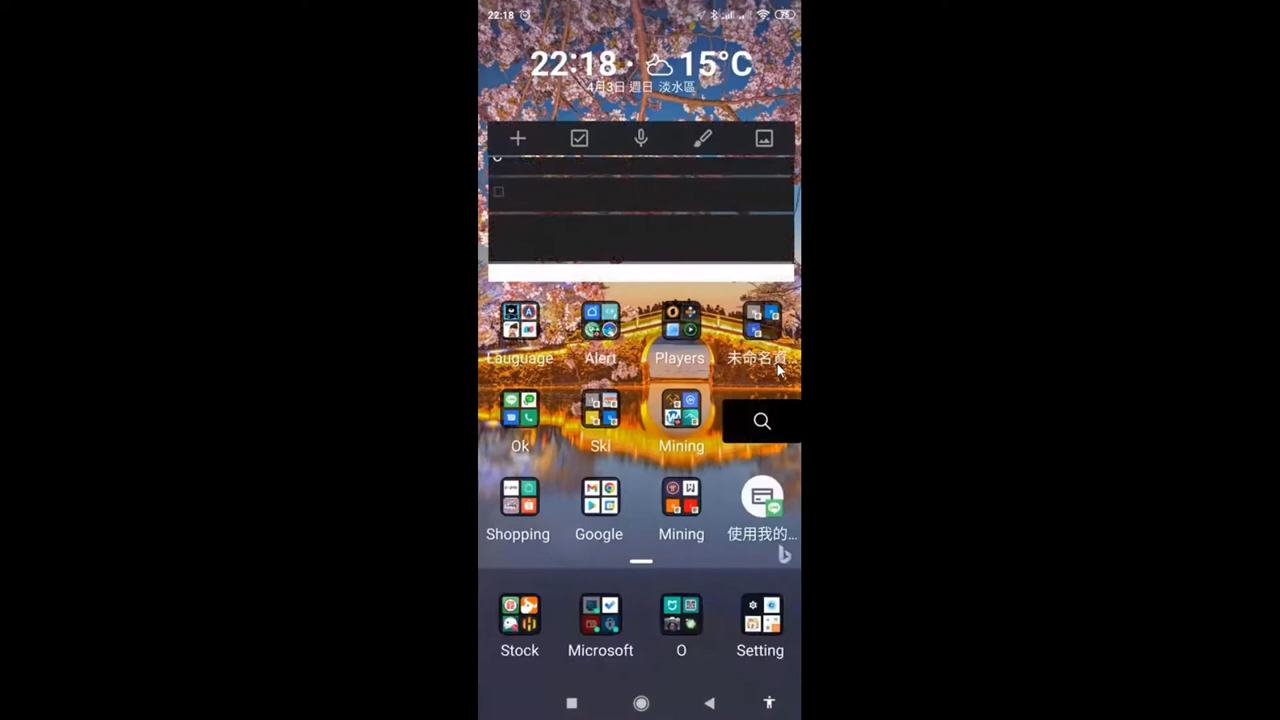 22:18
22:18 · 15°C
4月3日 週日 淡水區
Lauguage
Alert
Players
未命名資...
Ok
Ski
Mining
Shopping
Google
Mining
使用我的...
Stock
Microsoft
O
Setting